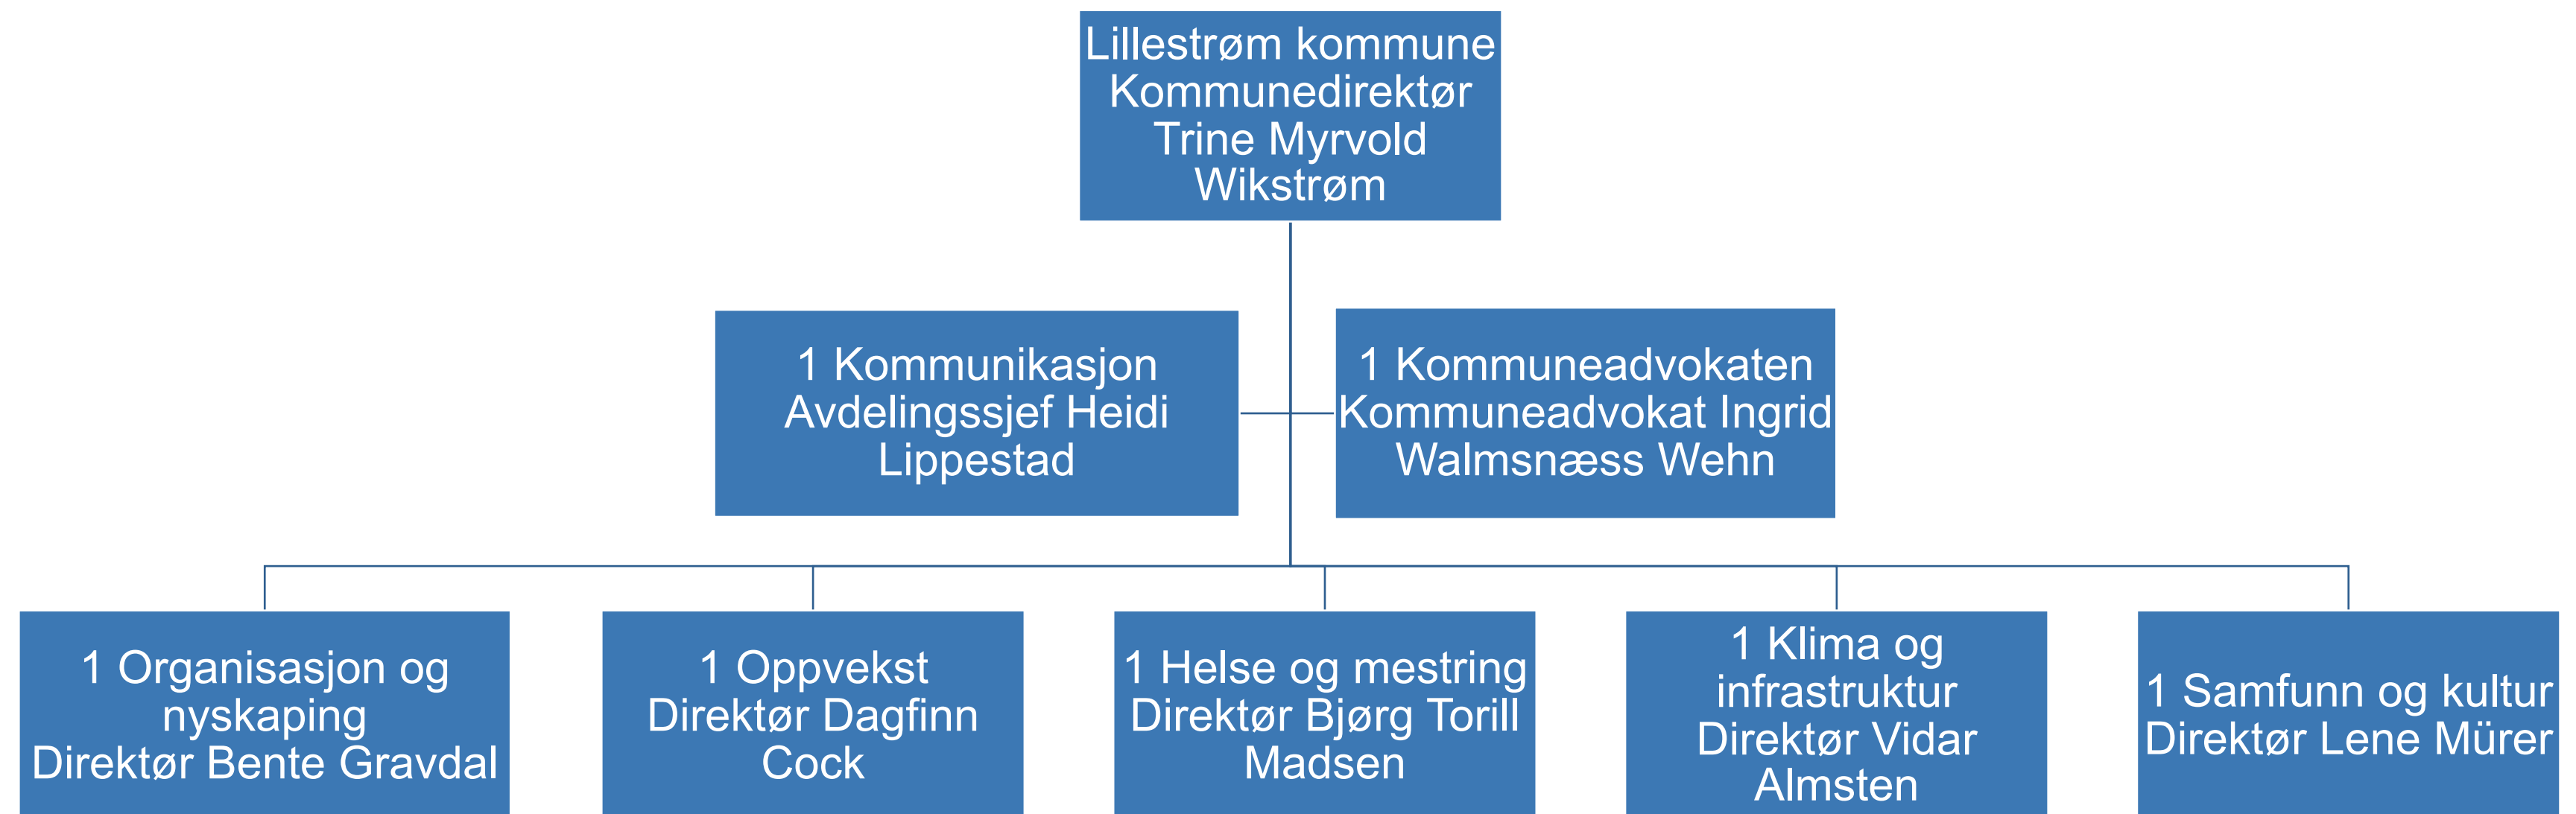 Lillestrøm kommune
Kommunedirektør
Trine Myrvold
Wikstrøm
1 Kommunikasjon
Avdelingssjef Heidi
Lippestad
1 Kommuneadvokaten
Kommuneadvokat Ingrid
Walmsnæss Wehn
1 Organisasjon og
nyskaping
Direktør Bente Gravdal
1 Oppvekst
Direktør Dagfinn
Cock
1 Helse og mestring
Direktør Bjørg Torill
Madsen
1 Klima og
infrastruktur
Direktør Vidar
Almsten
1 Samfunn og kultur
Direktør Lene Mürer